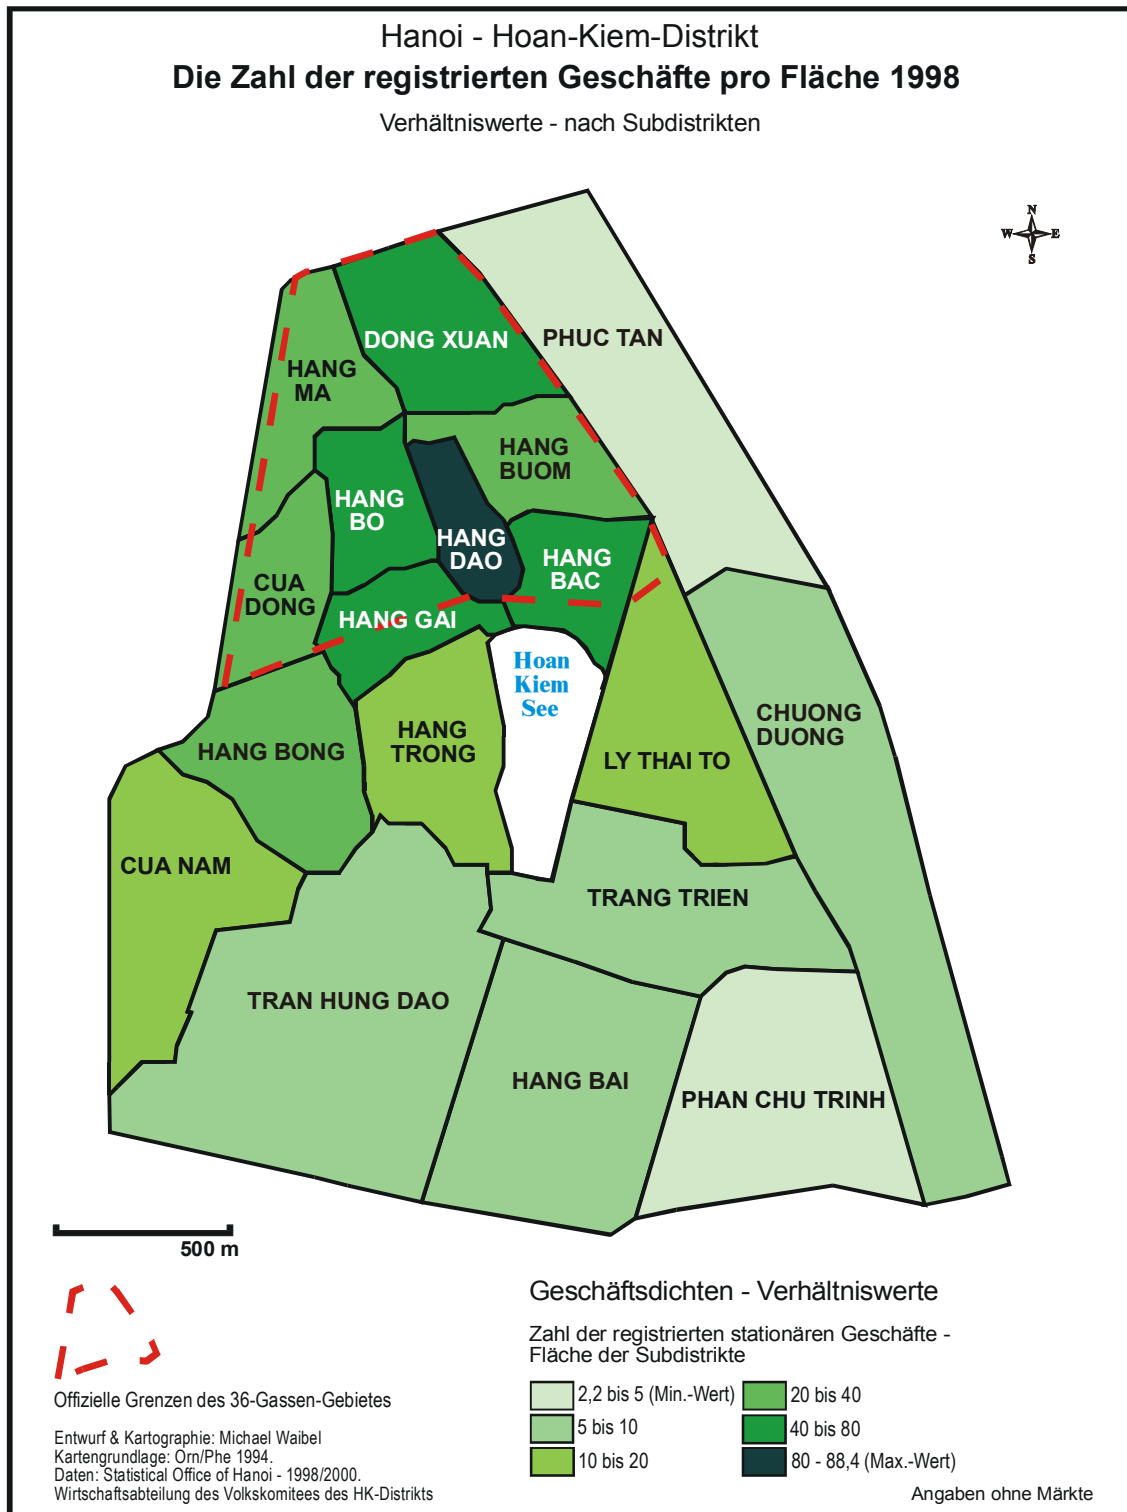 Hanoi - Hoan-Kiem-Distrikt
Die Zahl der registrierten Geschäfte pro Fläche 1998
Verhältniswerte - nach Subdistrikten
N
W E
S
DONG XUAN
PHUC TAN
HANG
MA
HANG
BUOM
HANG
BO
HANG
DAO
HANG
BAC
CUA
DONG
HANG GAI
Hoan
Kiem
See
CHUONG
DUONG
HANG
TRONG
HANG BONG
LY THAI TO
CUA NAM
TRANG TRIEN
TRAN HUNG DAO
HANG BAI
PHAN CHU TRINH
500 m
Offizielle Grenzen des 36-Gassen-Gebietes
Entwurf & Kartographie: Michael Waibel
Kartengrundlage: Orn/Phe 1994.
Daten: Statistical Office of Hanoi - 1998/2000.
Wirtschaftsabteilung des Volkskomitees des HK-Distrikts
Geschäftsdichten - Verhältniswerte
Zahl der registrierten stationären Geschäfte -
Fläche der Subdistrikte
2,2 bis 5 (Min.-Wert)
5 bis 10
10 bis 20
20 bis 40
40 bis 80
80 - 88,4 (Max.-Wert)
Angaben ohne Märkte